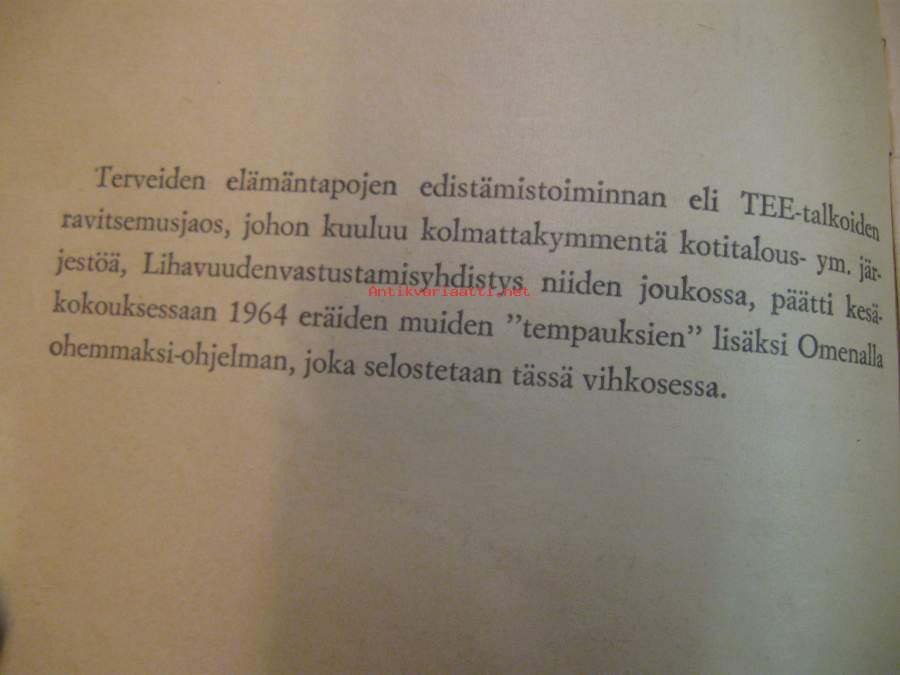 Terveiden elämäntapojen edistämistoiminnan eli TEE-talkoiden
ravitsemusjaos, johon kuuluu kolmattakymmentä kotitalous- ym. jär-
jestöä, Lihavuudenvastustamisyhdistys niiden joukossa, päätti kesä-
Antikvariaatti.net
kokouksessaan 1964 eräiden muiden ”tempauksien” lisäksi Omenalla
ohemmaksi-ohjelman, joka selostetaan tässä vihkosessa.